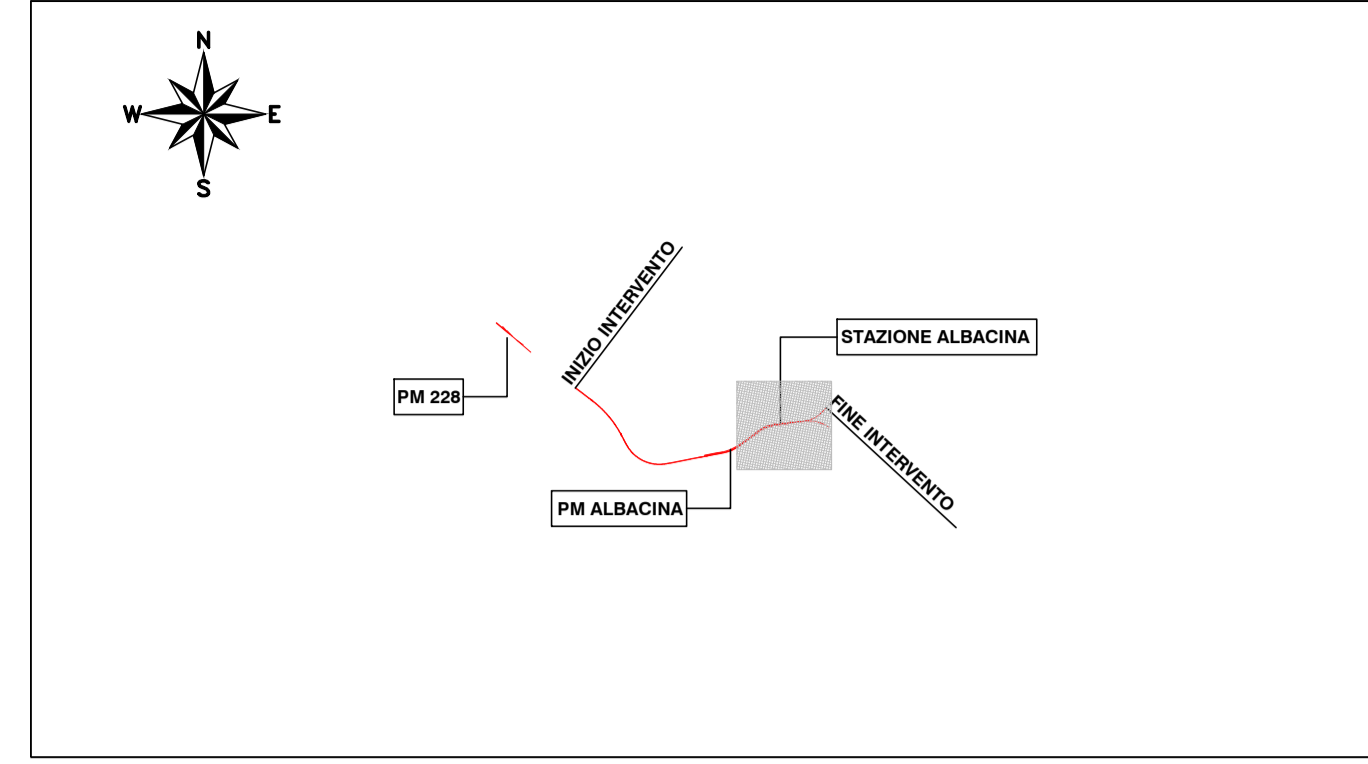 N
W
E
S
INIZIO INTERVENTO
STAZIONE ALBACINA
PM 228
FINE INTERVENTO
PM ALBACINA